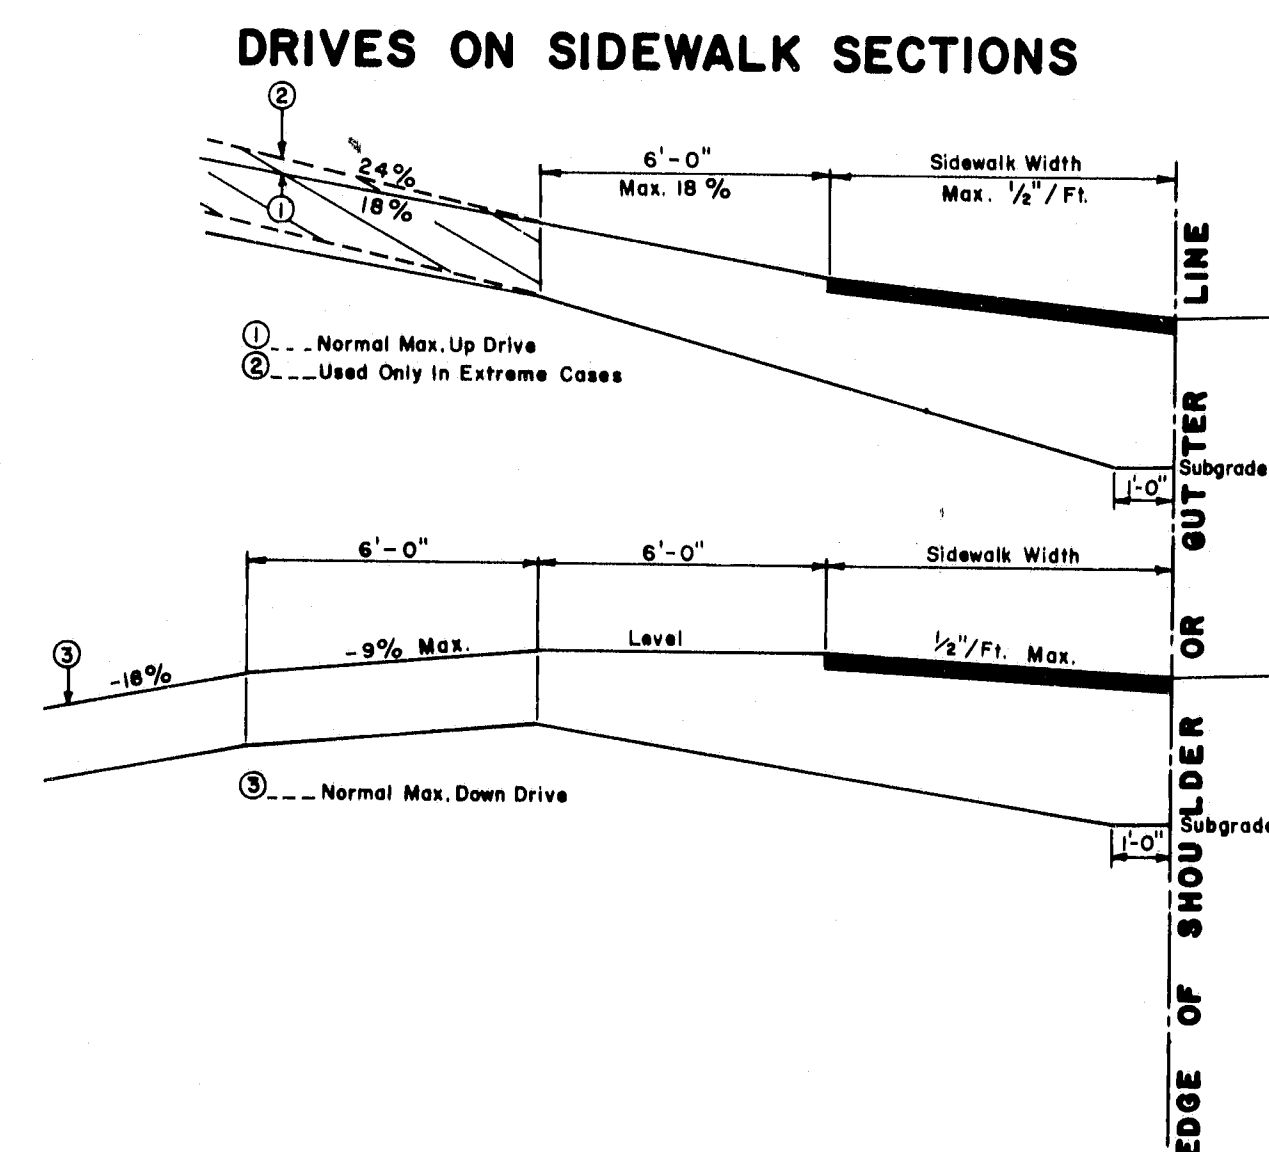 DRIVES ON SIDEWALK SECTIONS
②
24%
18%
①
6'-0"
Max. 18%
Sidewalk Width
Max. 1/2"/Ft.
① --- Normal Max. Up Drive
② --- Used Only In Extreme Cases
Subgrade
1'-0"
6'-0"
6'-0"
Sidewalk Width
③
-18%
-9% Max.
Level
1/2"/Ft. Max.
③ --- Normal Max. Down Drive
Subgrade
1'-0"
EDGE OF SHOULDER OR GUTTER LINE